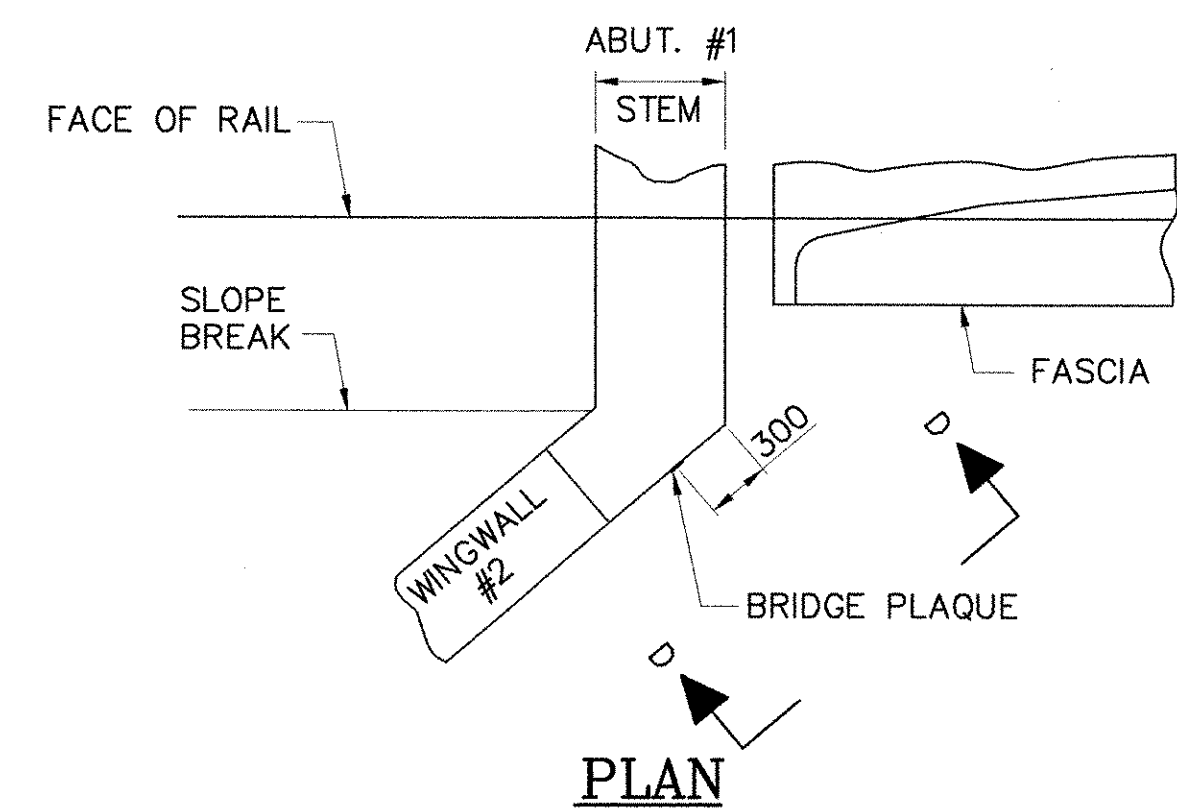 ABUT. #1
STEM
FACE OF RAIL
SLOPE
BREAK
FASCIA
300
D
WINGWALL
#2
BRIDGE PLAQUE
D
PLAN